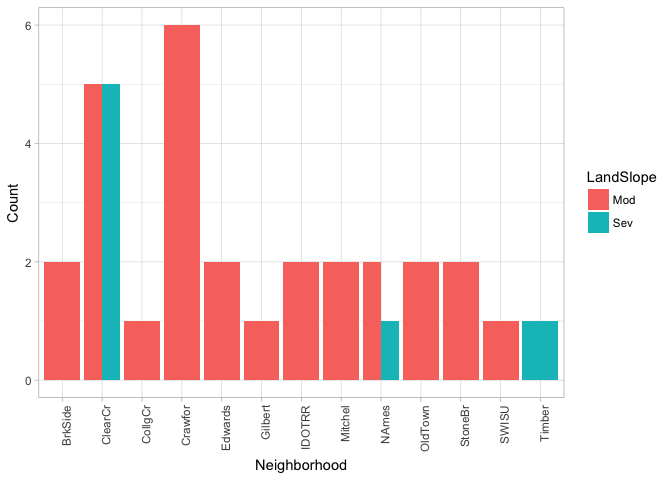 6
4
2
0
Count
BrkSide
ClearCr
CollgCr
Crawfor
Edwards
Gilbert
IDOTRR
Mitchel
NAmes
OldTown
StoneBr
SWISU
Timber
Neighborhood
LandSlope
Mod
Sev